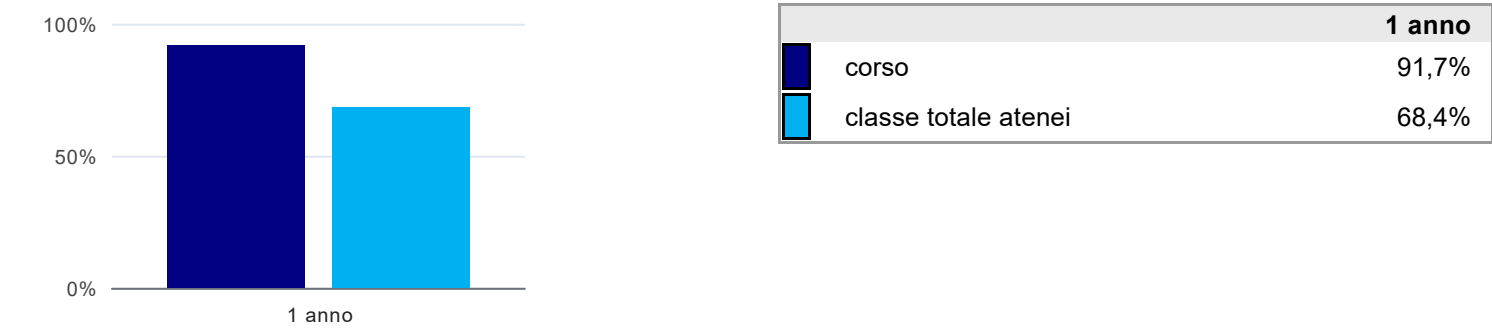 100%
50%
0%
1 anno
1 anno
corso 91,7%
classe totale atenei 68,4%